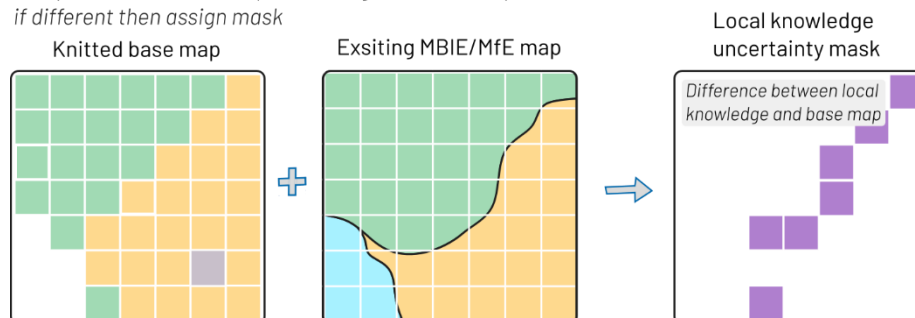 if different then assign mask
Knitted base map
Exsiting MBIE/MfE map
Local knowledge
uncertainty mask
Difference between local
knowledge and base map